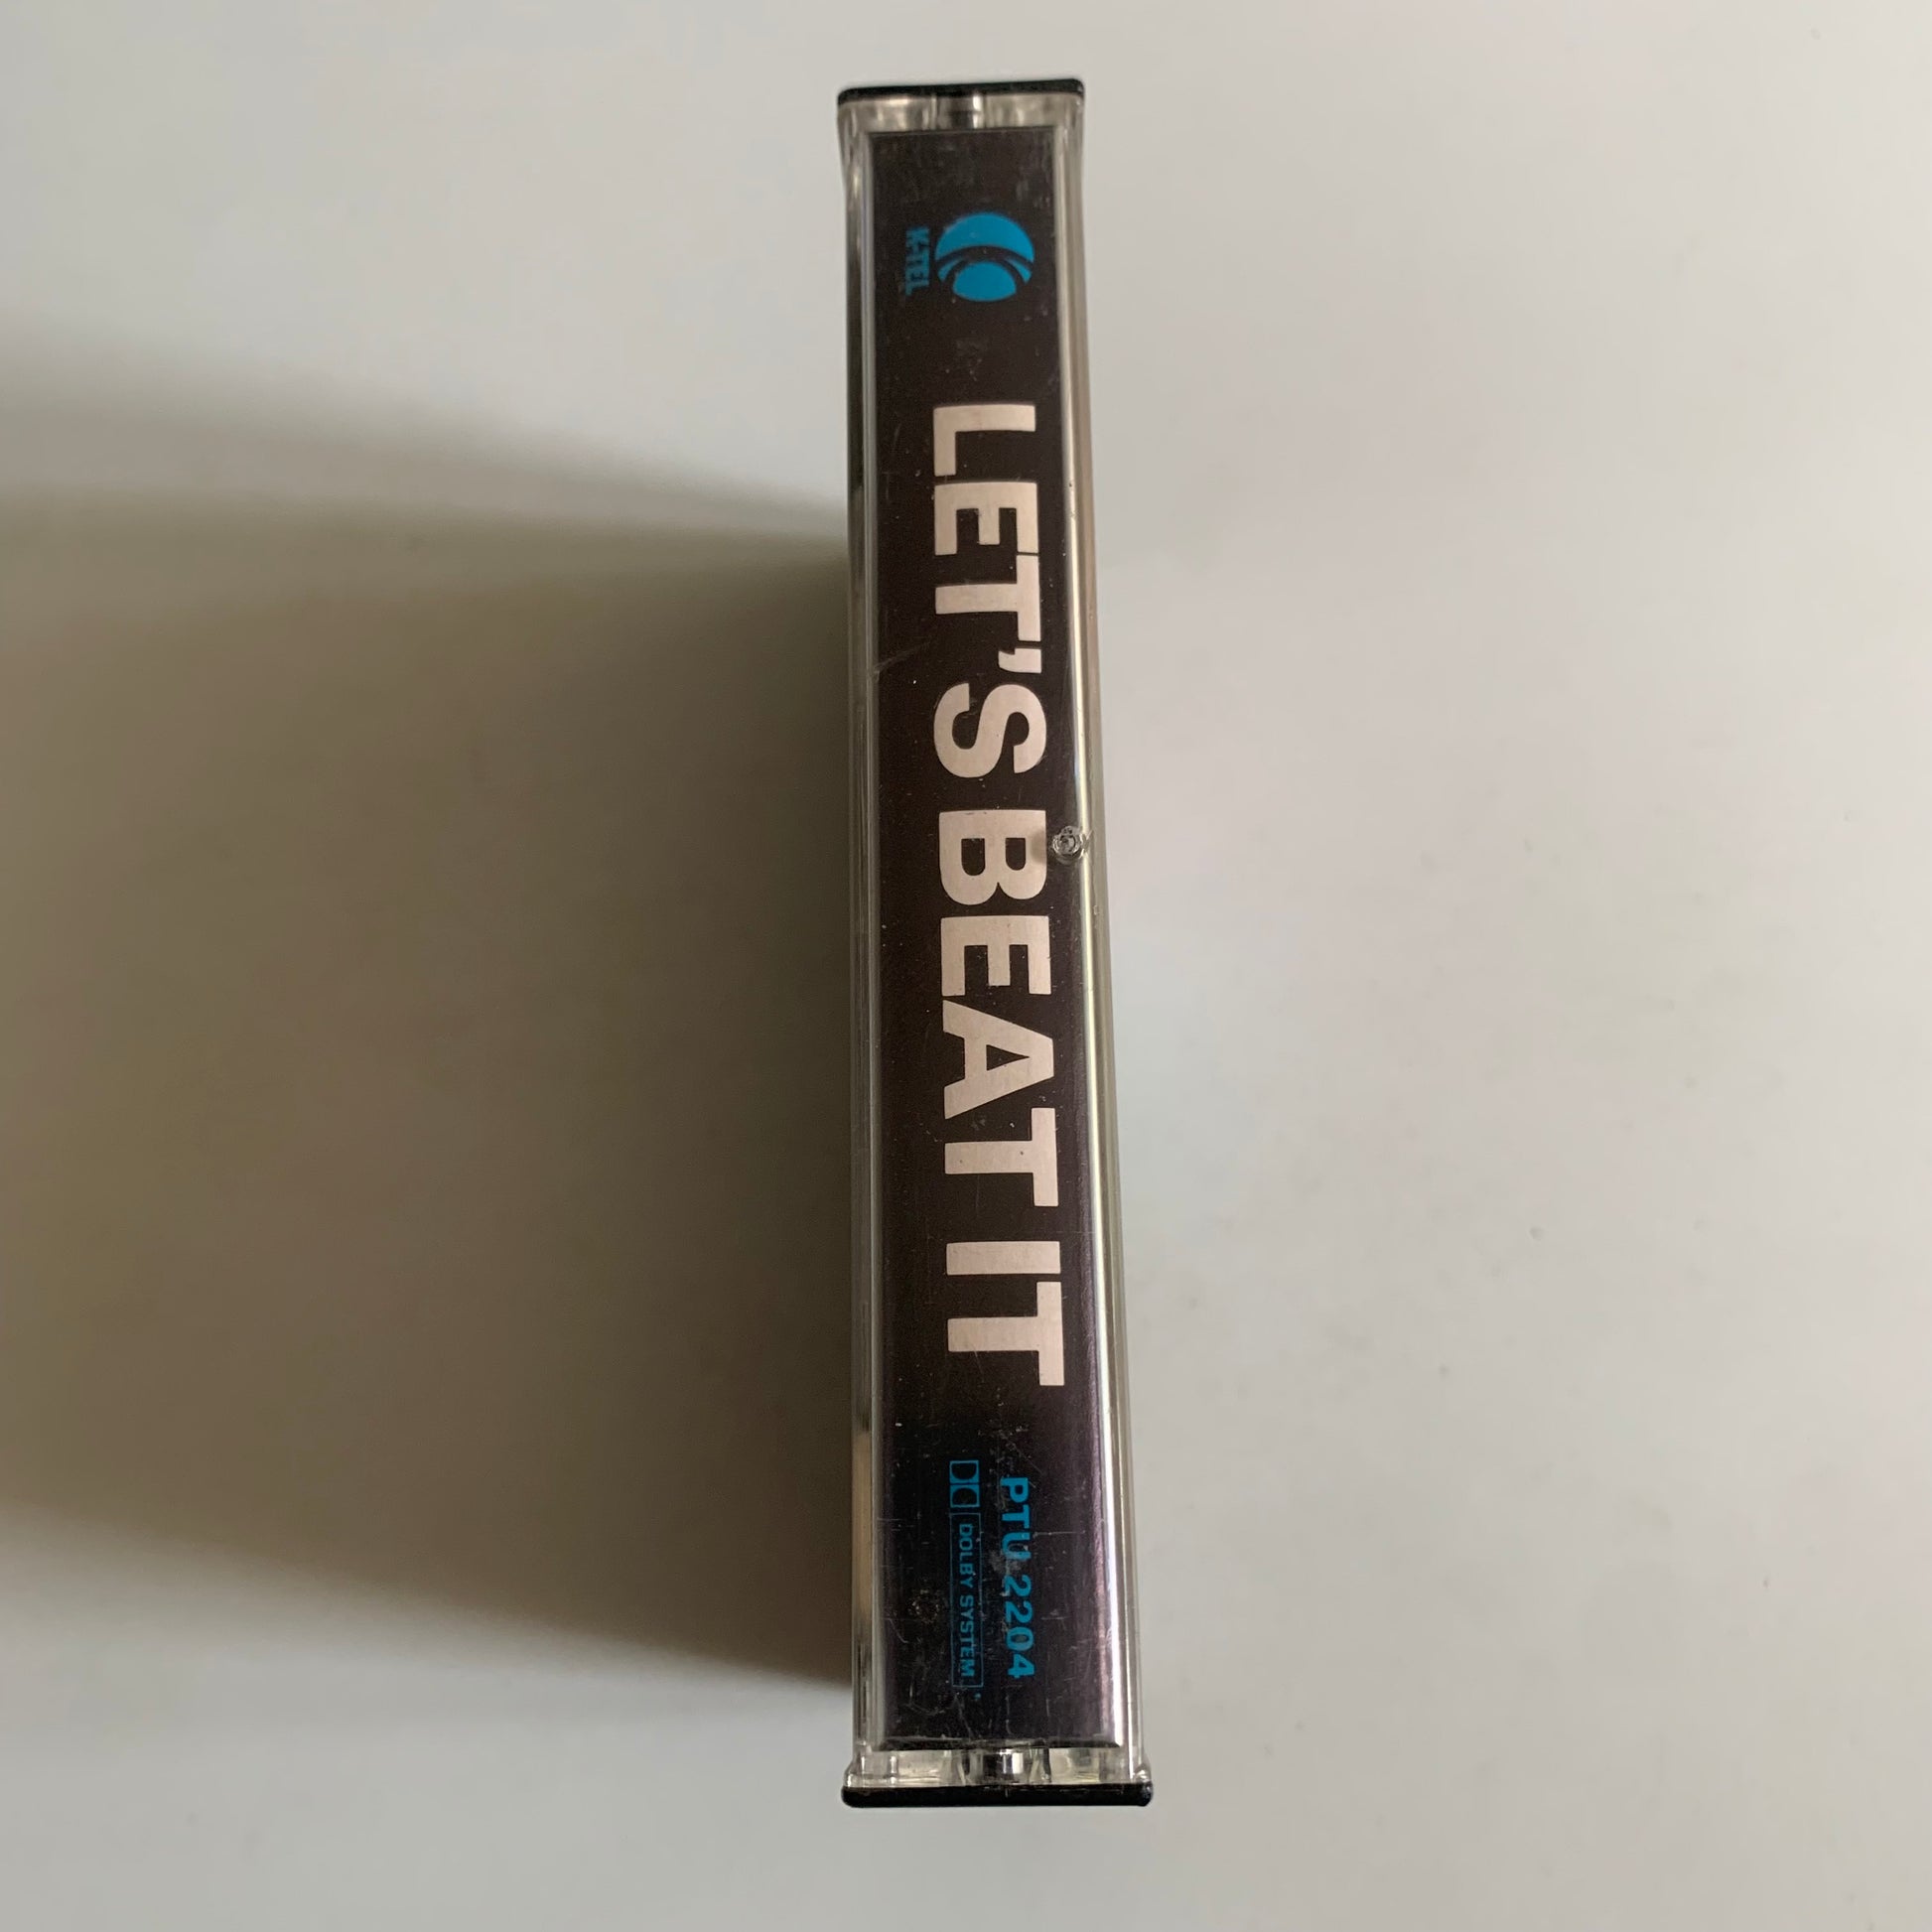 K-TEL
LET'S BEAT IT
PTU 2204
DOLBY SYSTEM